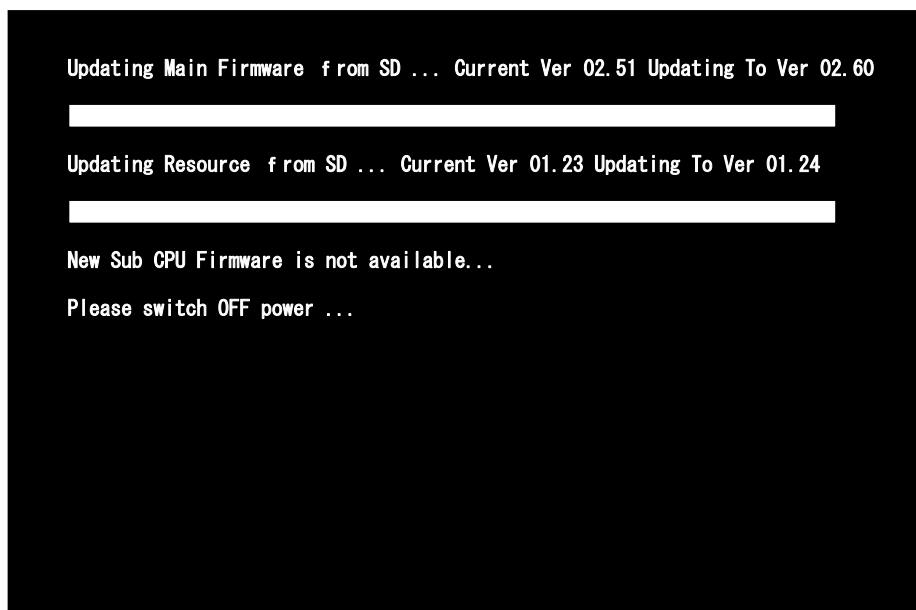 Updating Main Firmware from SD ... Current Ver 02.51 Updating To Ver 02.60
Updating Resource from SD ... Current Ver 01.23 Updating To Ver 01.24
New Sub CPU Firmware is not available...
Please switch OFF power ...